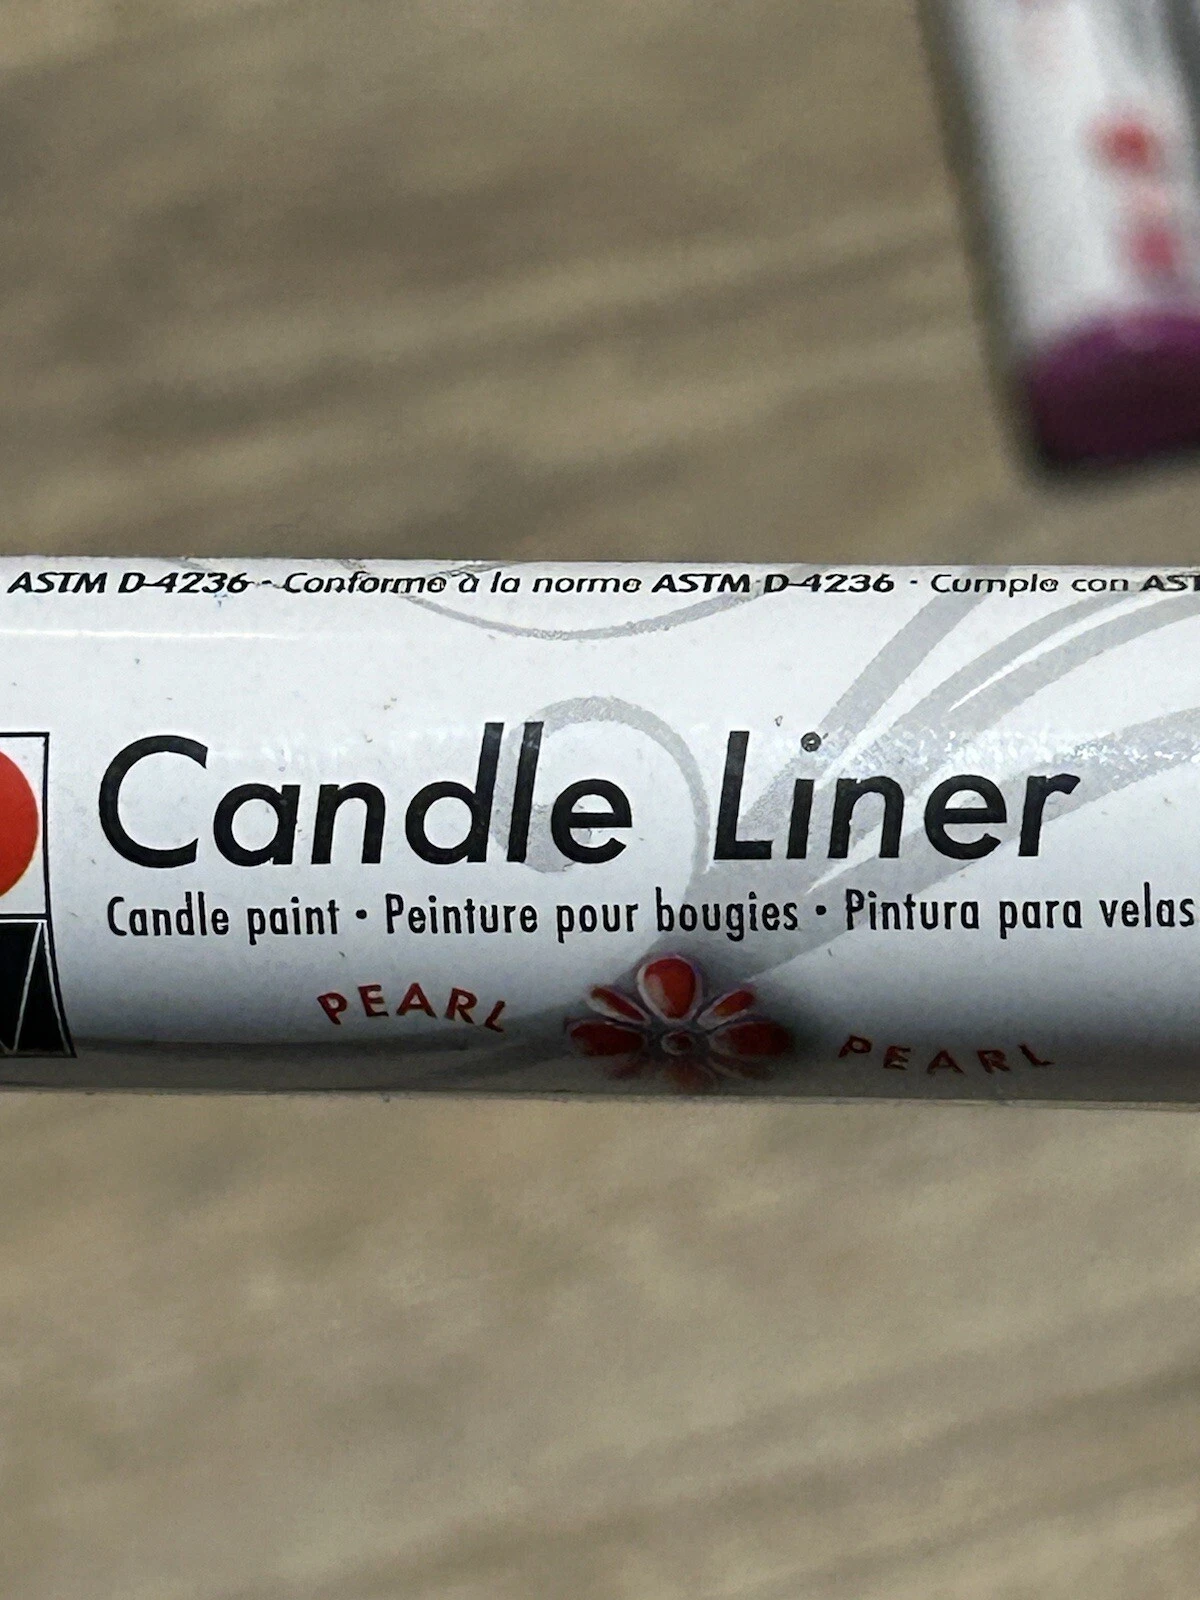 ASTM D-4236 · Conforme à la norme ASTM D-4236 · Cumple con AST
Candle Liner
Candle paint · Peinture pour bougies · Pintura para velas
PEARL PEARL